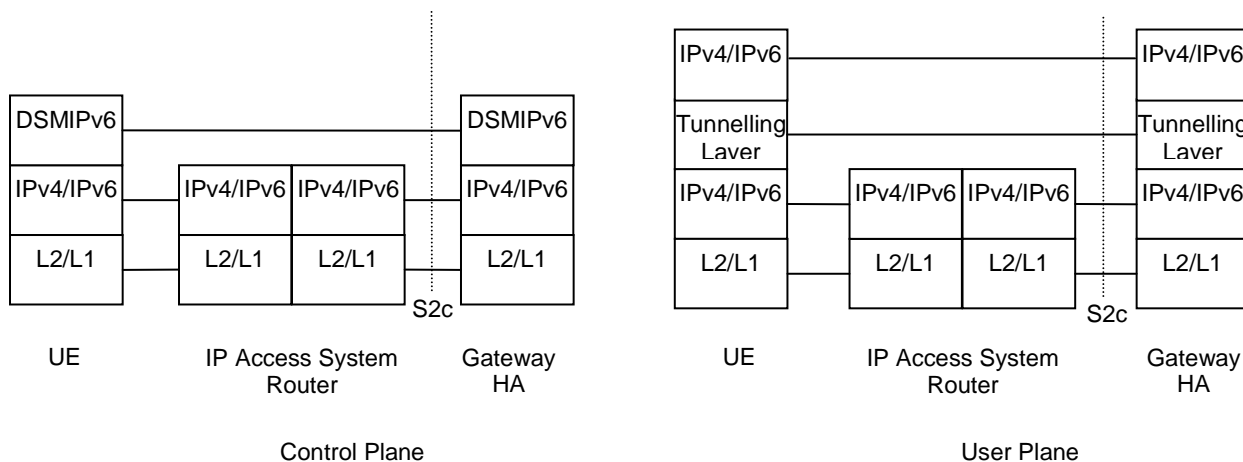 DSMIPv6
DSMIPv6
IPv4/IPv6
IPv4/IPv6
IPv4/IPv6
IPv4/IPv6
L2/L1
L2/L1
L2/L1
L2/L1
S2c
UE
IP Access System
Router
Gateway
HA
Control Plane
IPv4/IPv6
IPv4/IPv6
Tunnelling
Layer
Tunnelling
Layer
IPv4/IPv6
IPv4/IPv6
IPv4/IPv6
IPv4/IPv6
L2/L1
L2/L1
L2/L1
L2/L1
S2c
UE
IP Access System
Router
Gateway
HA
User Plane